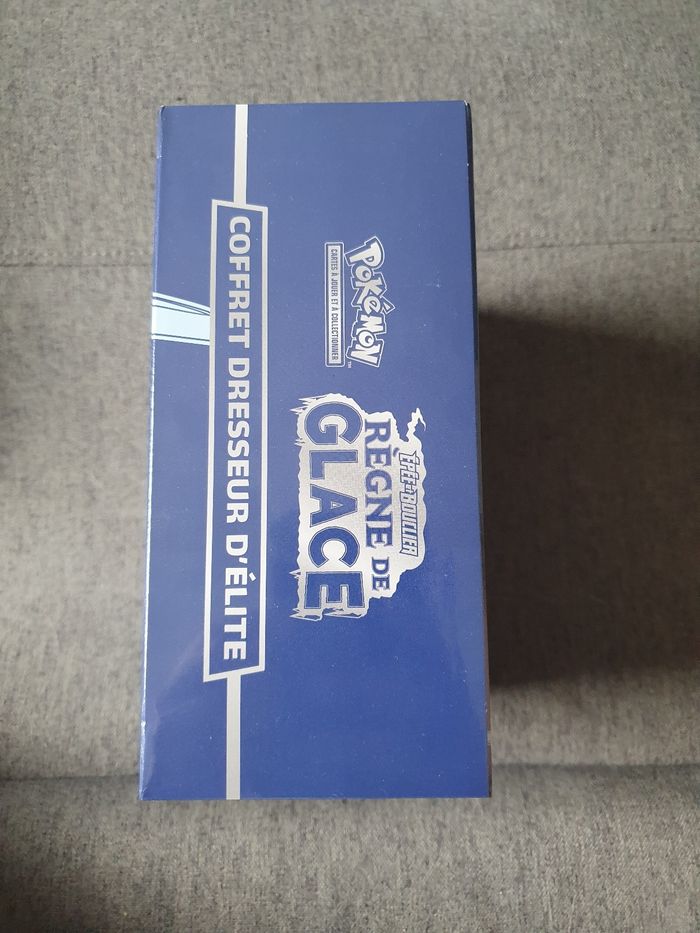 POKÉMON
CARTES À JOUER ET À COLLECTIONNER
ÉPÉE ET BOUCLIER
RÈGNE DE
GLACE
COFFRET DRESSEUR D'ÉLITE